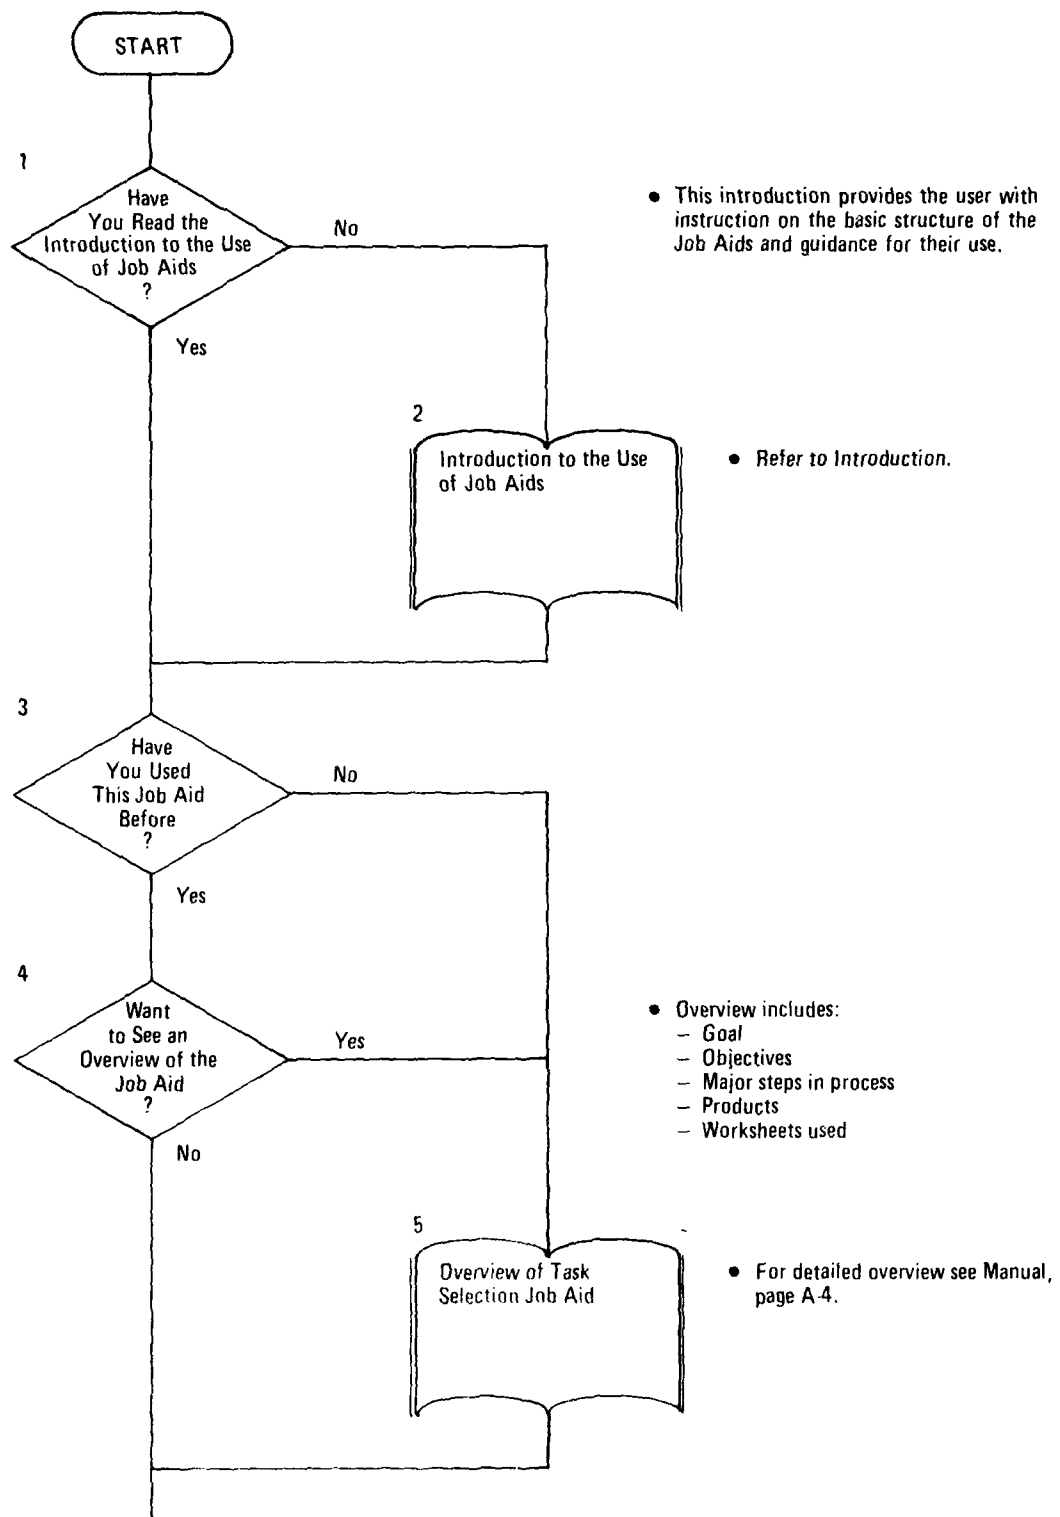 START
1
Have
You Read the
Introduction to the Use
of Job Aids
?
No
Yes
• This introduction provides the user with
instruction on the basic structure of the
Job Aids and guidance for their use.
2
Introduction to the Use
of Job Aids
• Refer to Introduction.
3
Have
You Used
This Job Aid
Before
?
No
Yes
4
Want
to See an
Overview of the
Job Aid
?
Yes
No
• Overview includes:
– Goal
– Objectives
– Major steps in process
– Products
– Worksheets used
5
Overview of Task
Selection Job Aid
• For detailed overview see Manual,
page A-4.